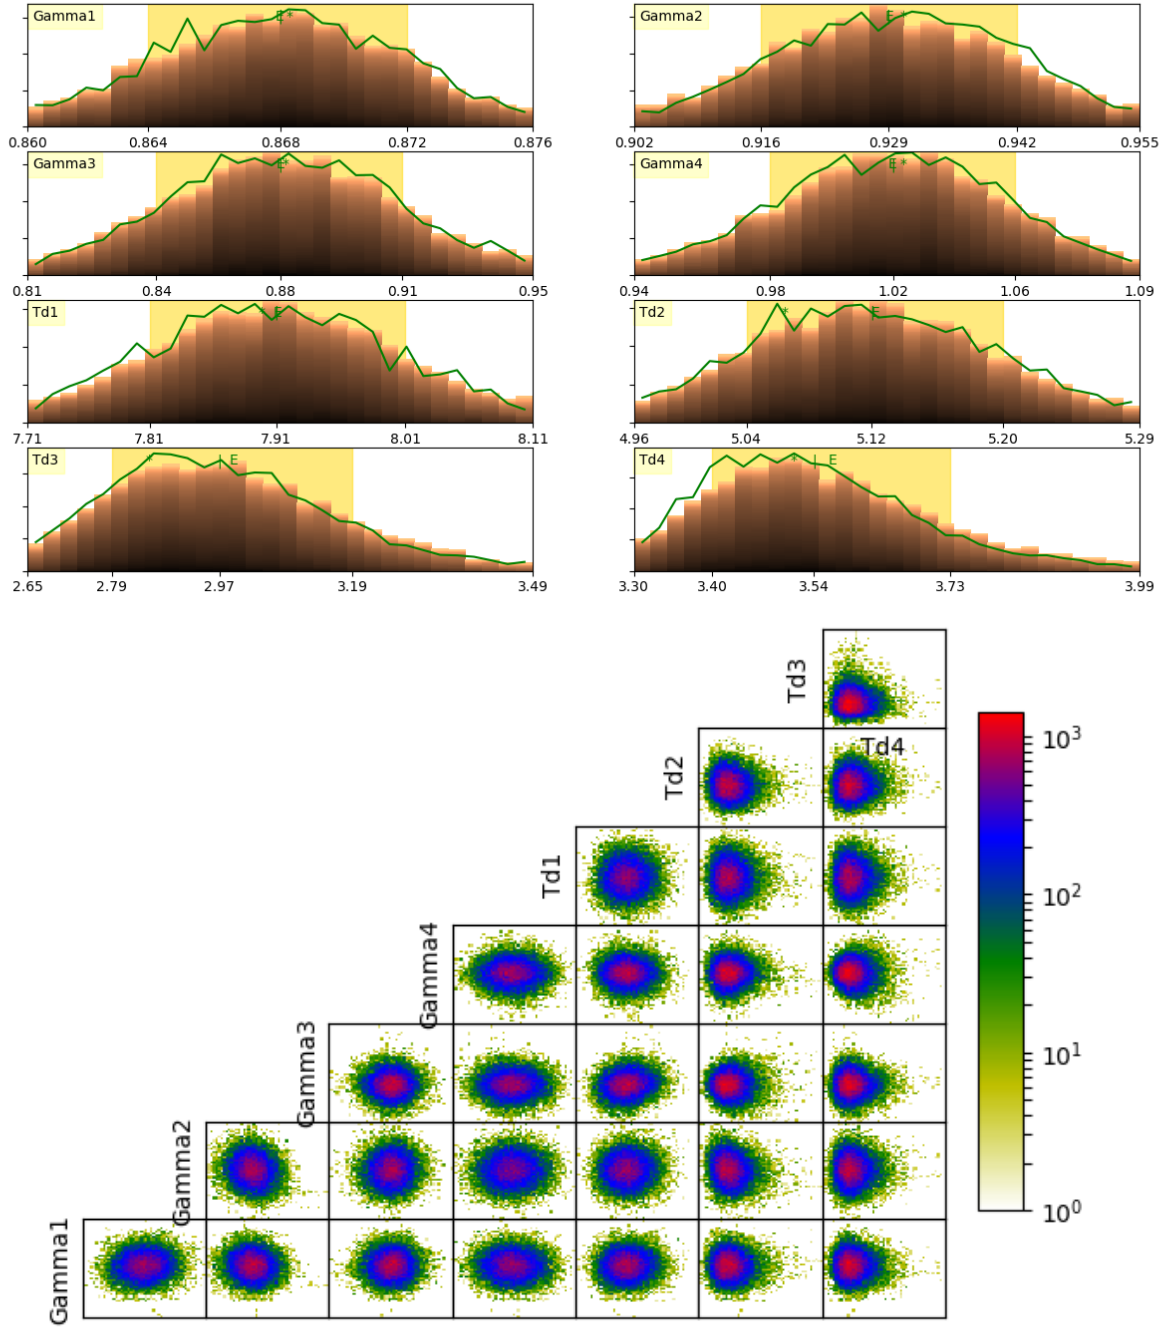 Gamma1
E *
0.860 0.864 0.868 0.872 0.876
Gamma2
E *
0.902 0.916 0.929 0.942 0.955
Gamma3
E *
0.81 0.84 0.88 0.91 0.95
Gamma4
E *
0.94 0.98 1.02 1.06 1.09
Td1
* E
7.71 7.81 7.91 8.01 8.11
Td2
* E
4.96 5.04 5.12 5.20 5.29
Td3
* | E
2.65 2.79 2.97 3.19 3.49
Td4
* | E
3.30 3.40 3.54 3.73 3.99
Td3
Td4
Td2
Td1
Gamma4
Gamma3
Gamma2
Gamma1
10³
10²
10¹
10⁰